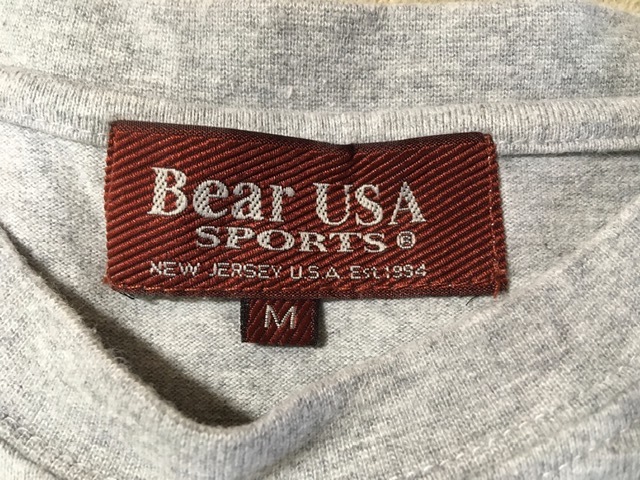 Bear USA
SPORTS ®
NEW JERSEY U.S.A. Est.1994
M